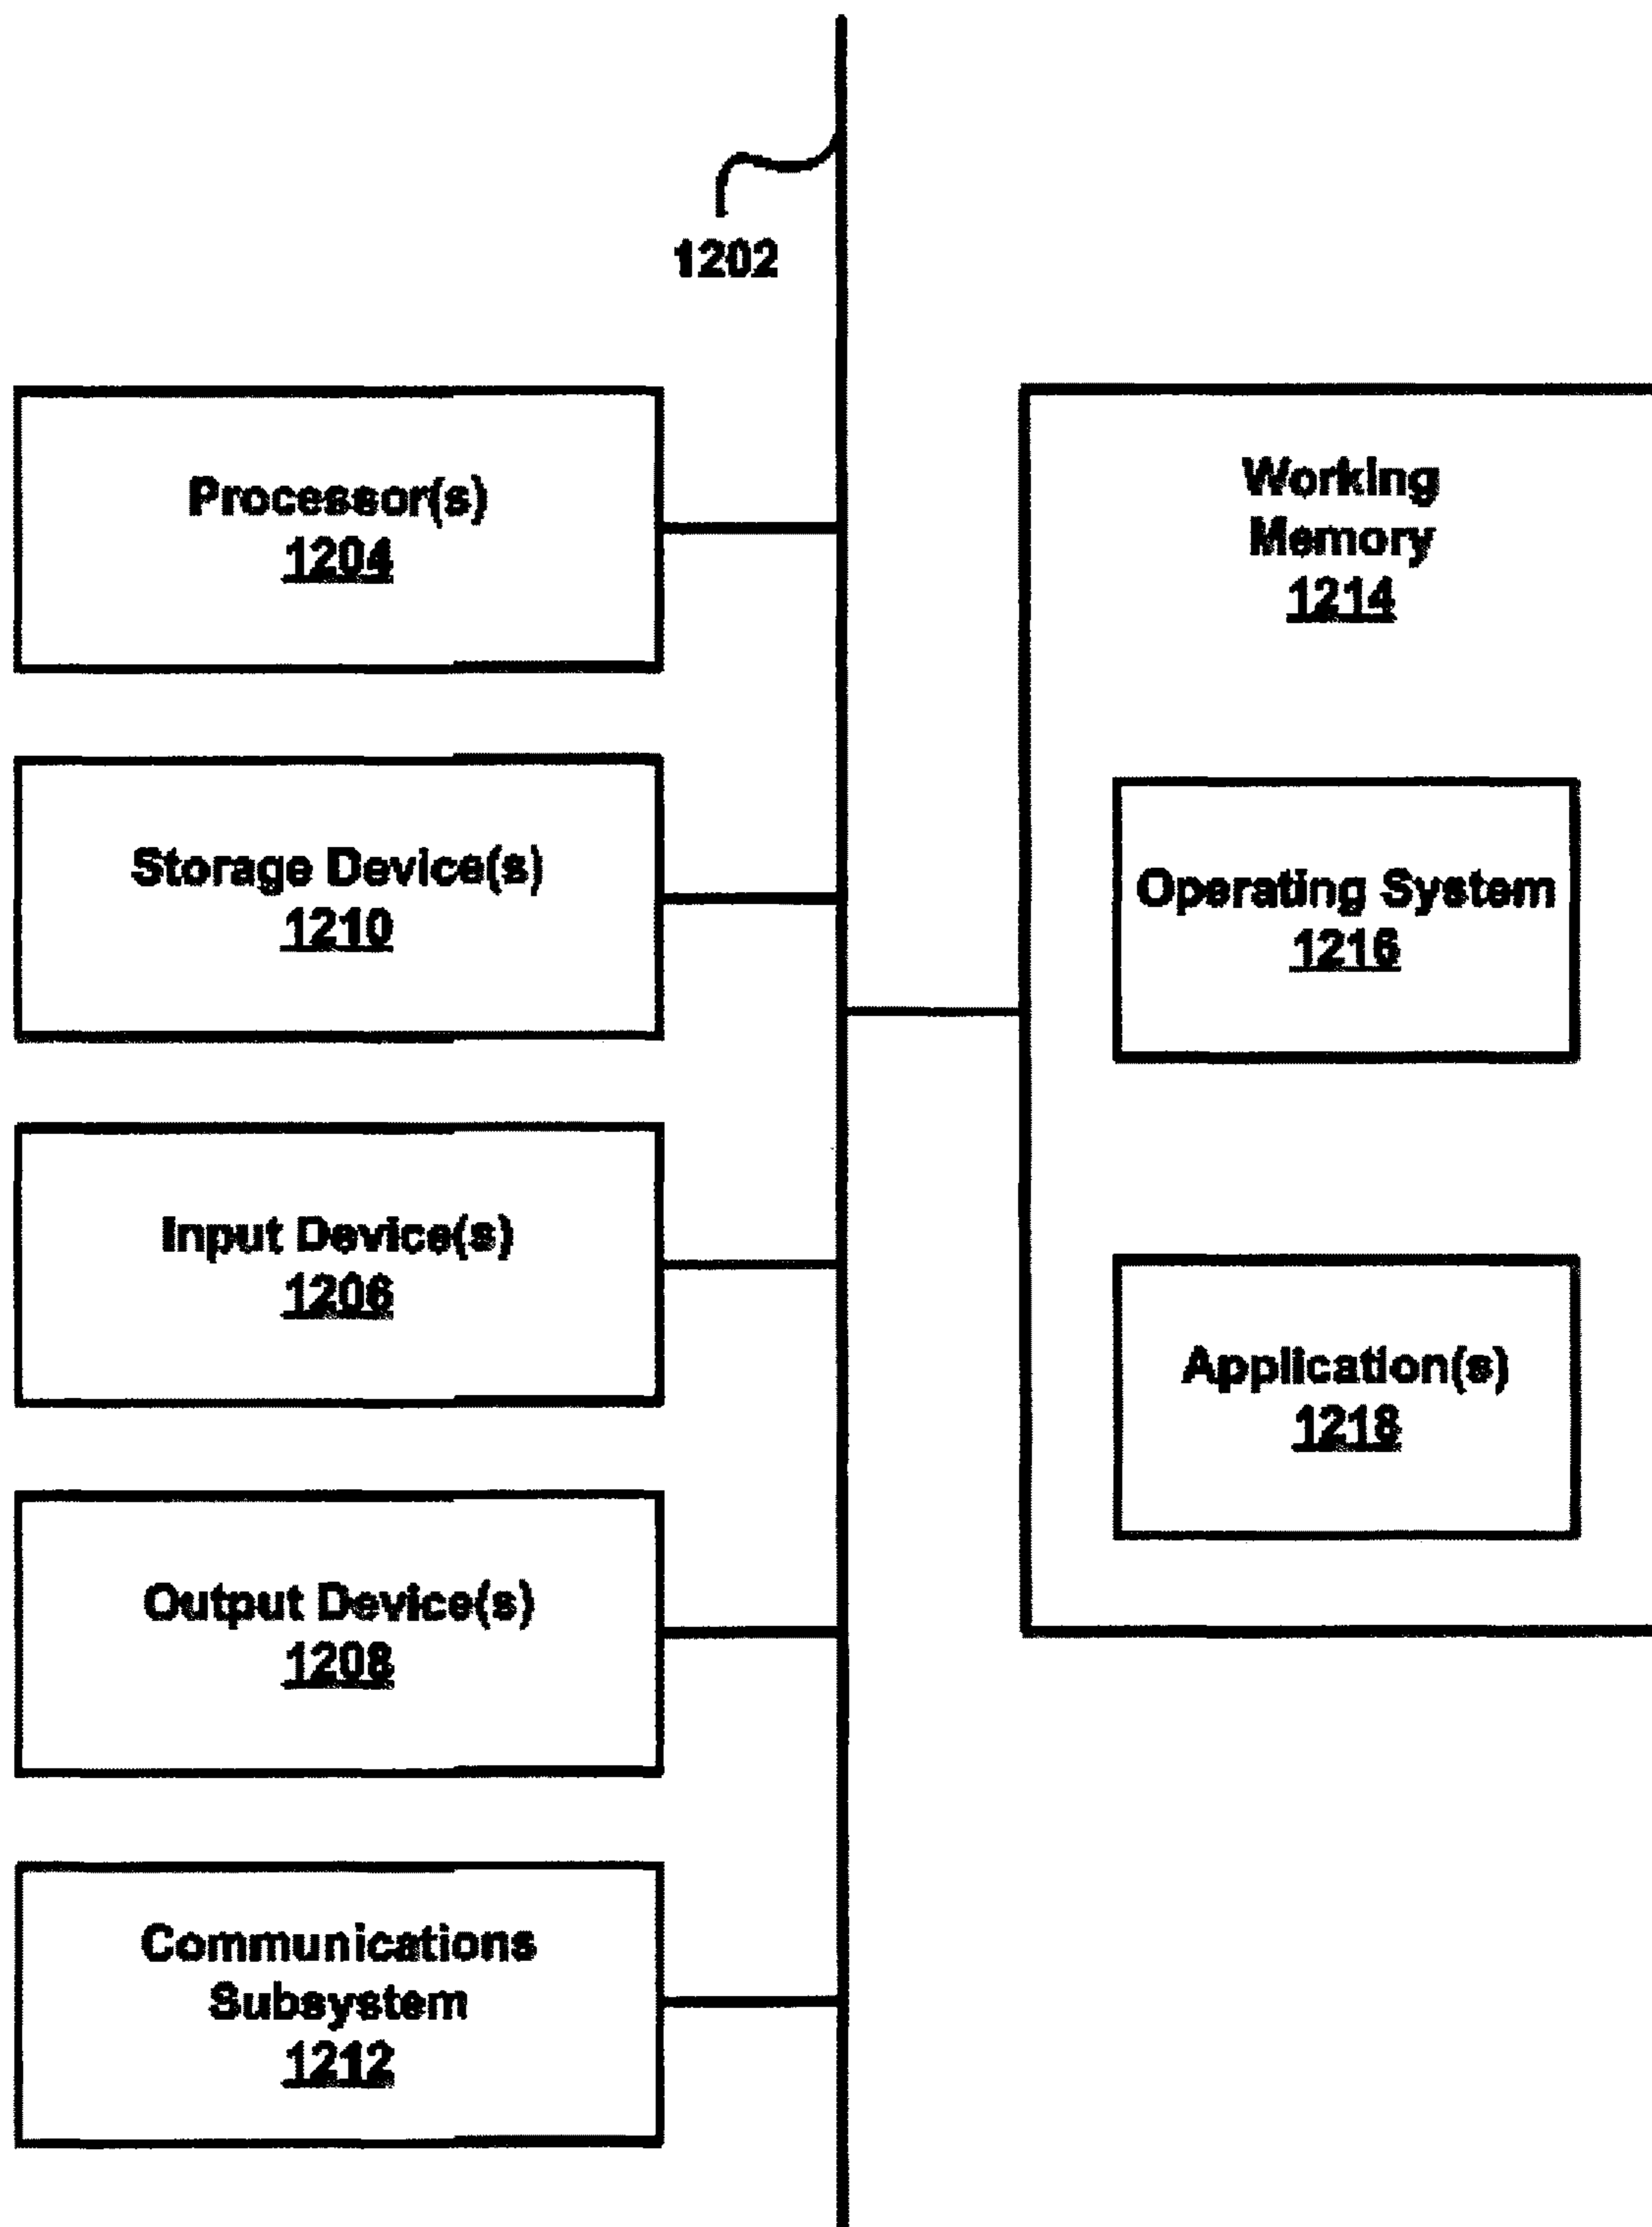 1202
Processor(s)
1204
Storage Device(s)
1210
Input Device(s)
1206
Output Device(s)
1208
Communications
Subsystem
1212
Working
Memory
1214
Operating System
1216
Application(s)
1218